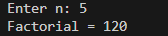 Enter n: 5
Factorial = 120